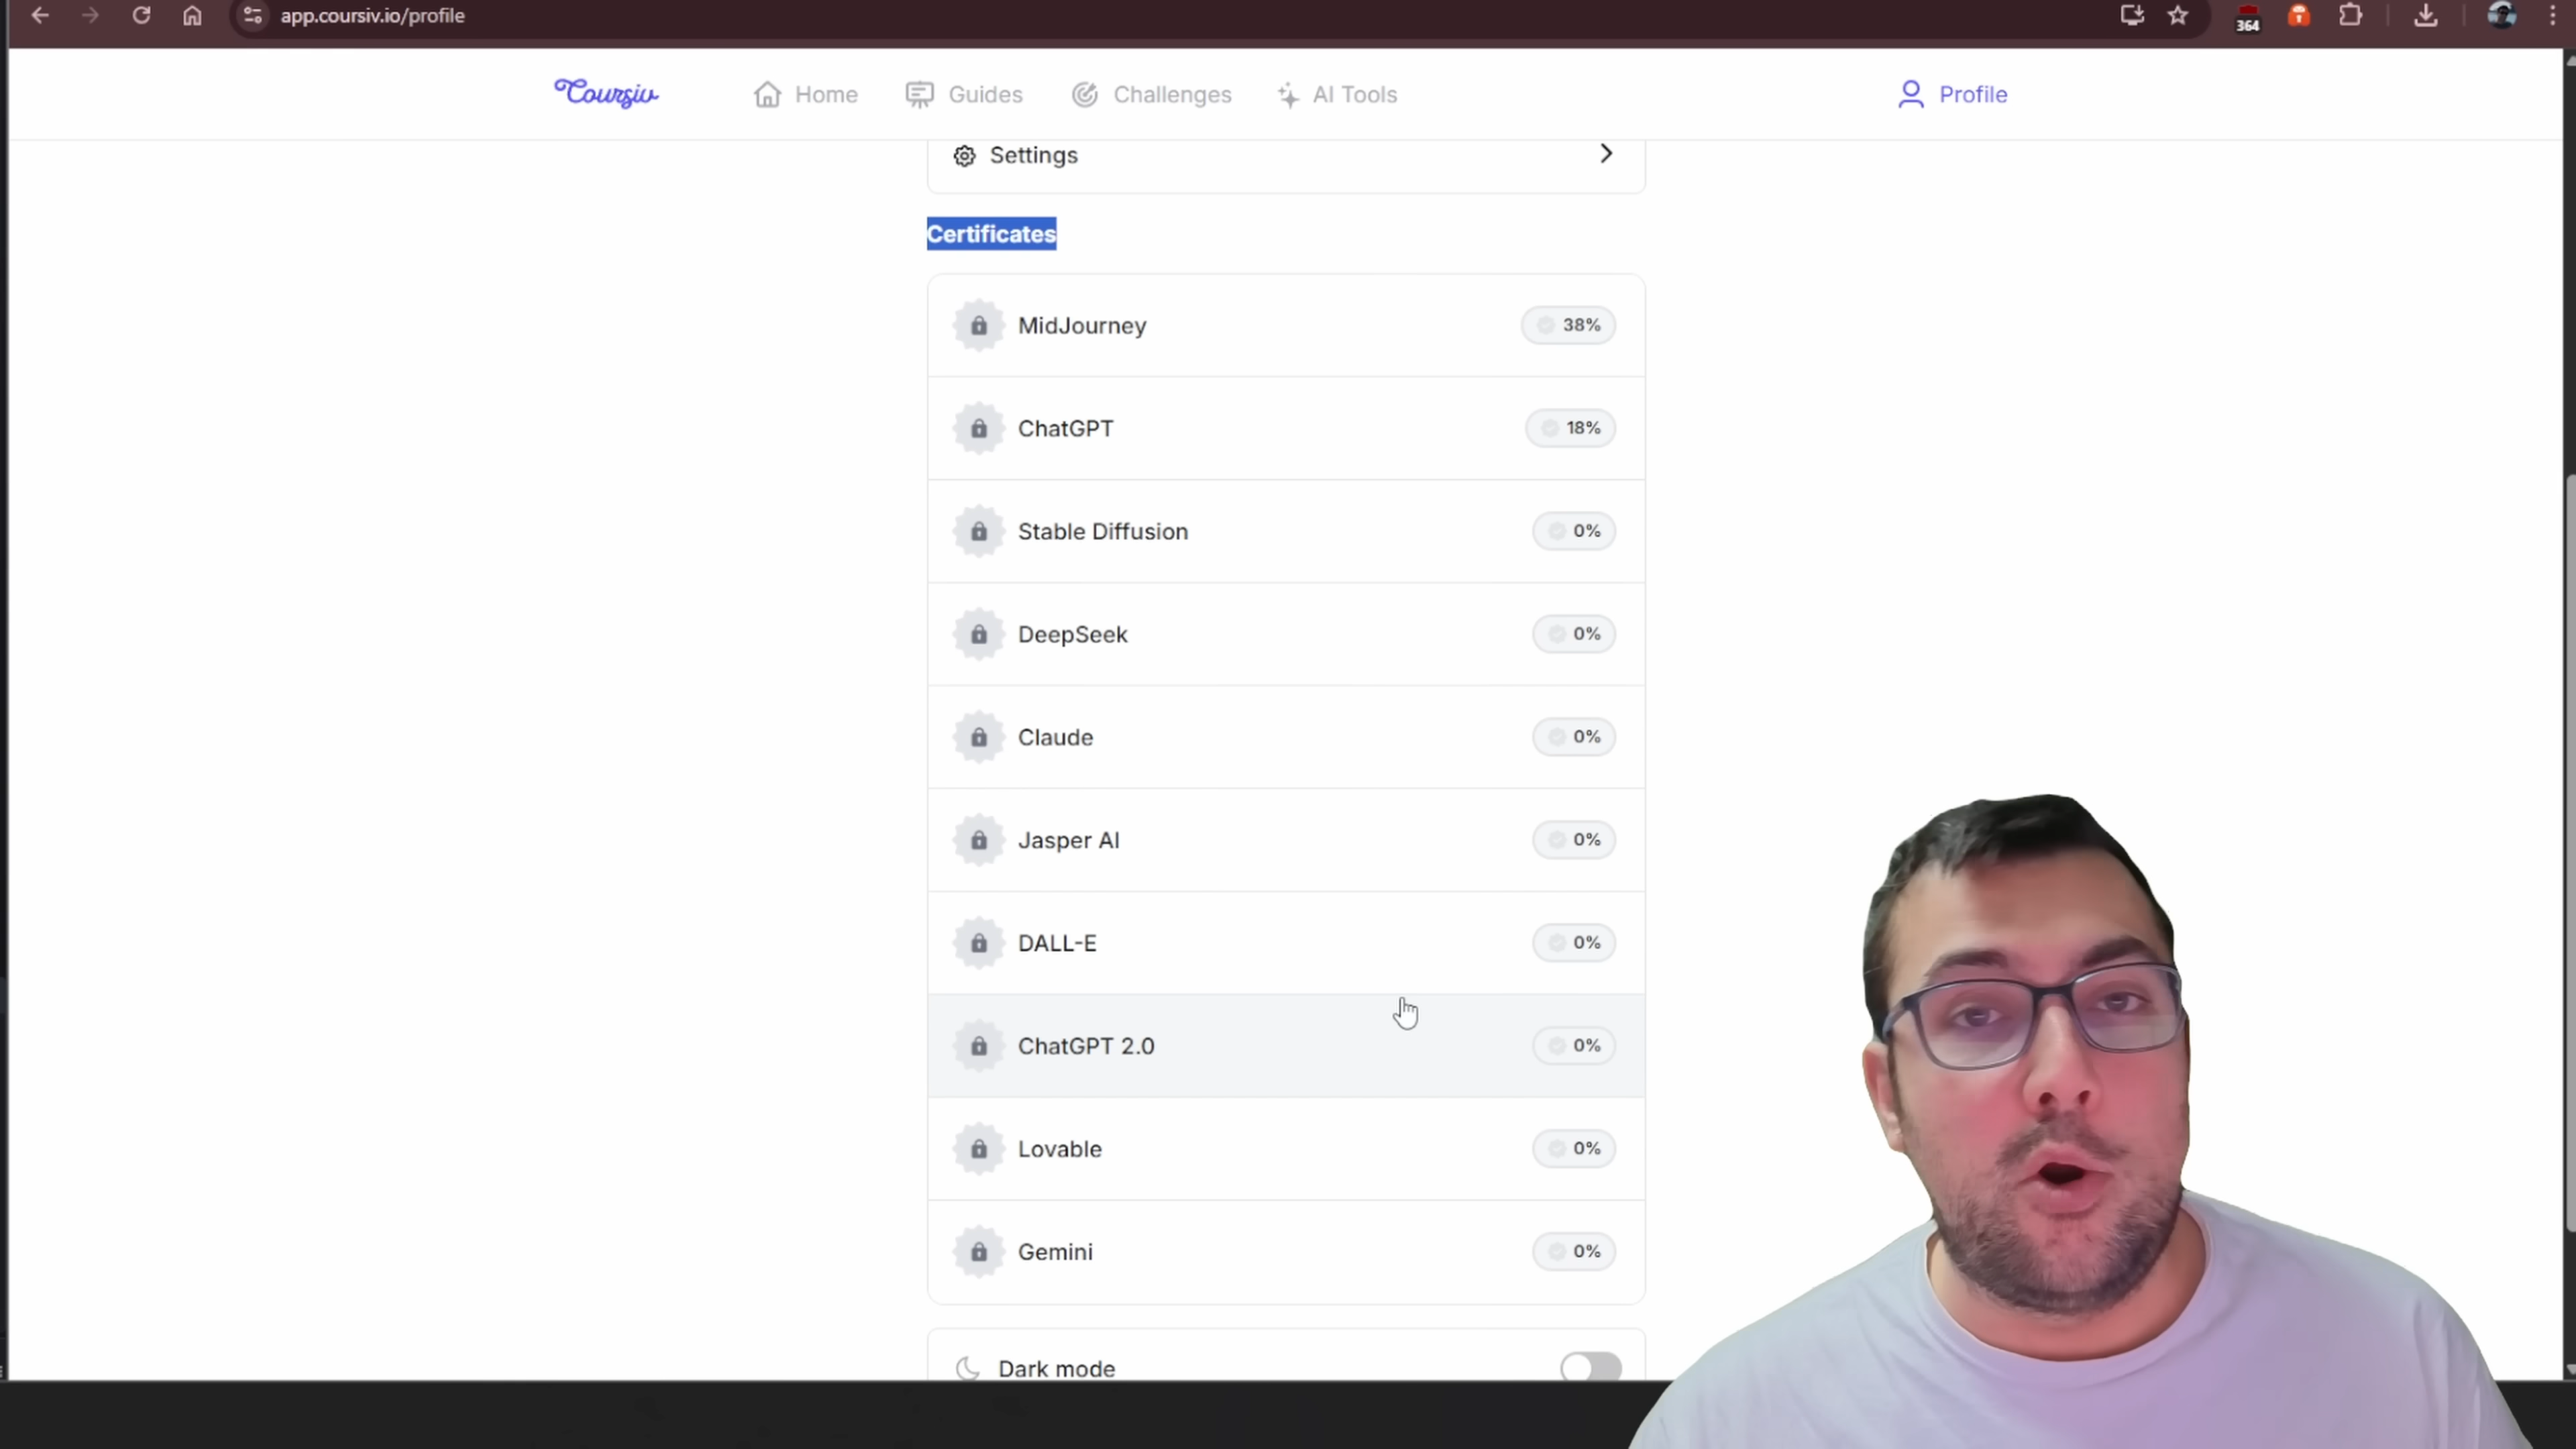 app.coursiv.io/profile
364
Coursiv
Home
Guides
Challenges
AI Tools
Profile
Settings
Certificates
MidJourney
38%
ChatGPT
18%
Stable Diffusion
0%
DeepSeek
0%
Claude
0%
Jasper AI
0%
DALL-E
0%
ChatGPT 2.0
0%
Lovable
0%
Gemini
0%
Dark mode